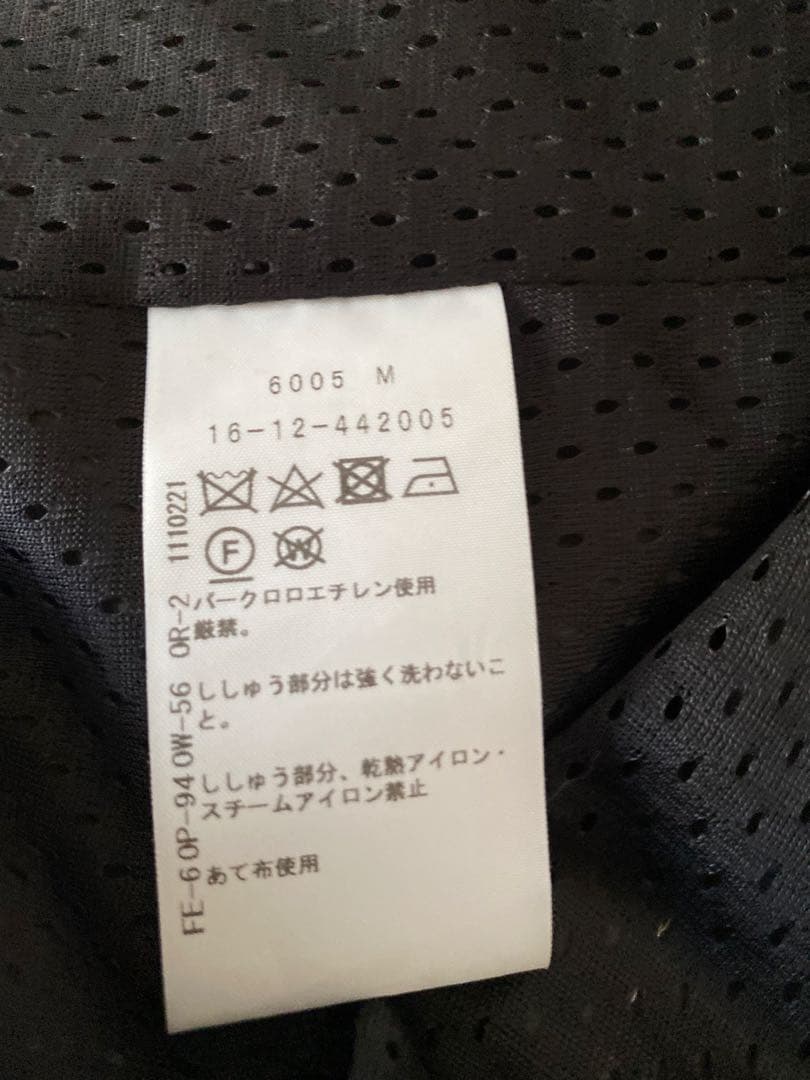 6005 M
16-12-442005
F
W
パークロロエチレン使用
厳禁。
ししゅう部分は強く洗わないこ
と。
ししゅう部分、乾熱アイロン・
スチームアイロン禁止
あて布使用
FE-6 OP-94 OW-56 OR-2 1110221